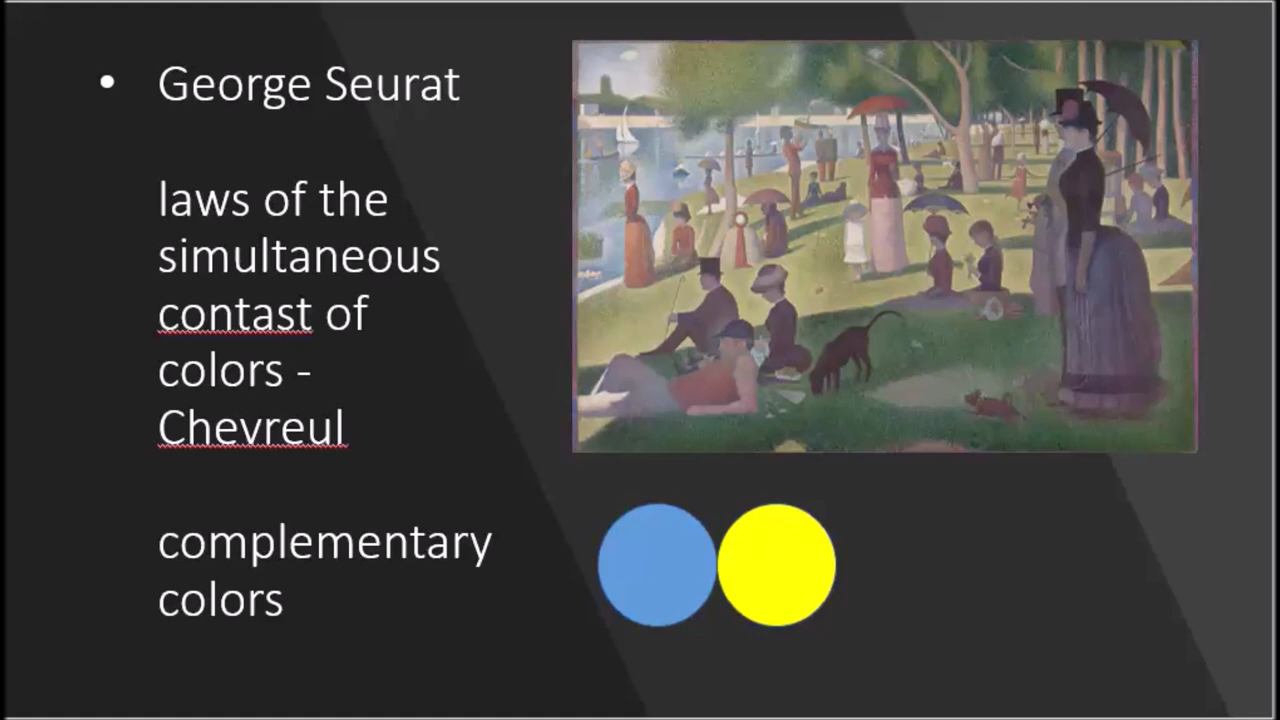 • George Seurat
laws of the
simultaneous
contast of
colors -
Chevreul
complementary
colors